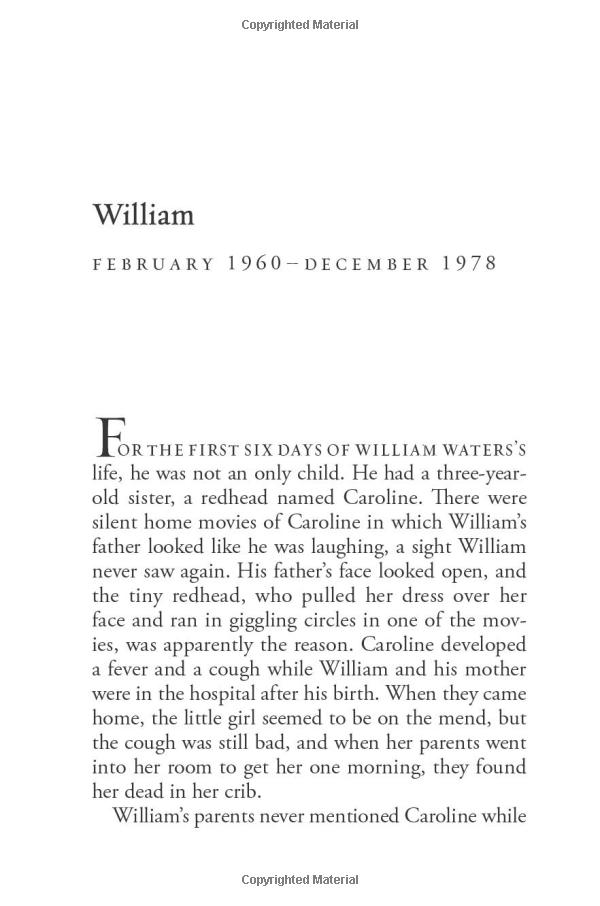 Copyrighted Material
William
FEBRUARY 1960–DECEMBER 1978
FOR THE FIRST SIX DAYS OF WILLIAM WATERS'S
life, he was not an only child. He had a three-year-
old sister, a redhead named Caroline. There were
silent home movies of Caroline in which William's
father looked like he was laughing, a sight William
never saw again. His father's face looked open, and
the tiny redhead, who pulled her dress over her
face and ran in giggling circles in one of the mov-
ies, was apparently the reason. Caroline developed
a fever and a cough while William and his mother
were in the hospital after his birth. When they came
home, the little girl seemed to be on the mend, but
the cough was still bad, and when her parents went
into her room to get her one morning, they found
her dead in her crib.
William's parents never mentioned Caroline while
Copyrighted Material